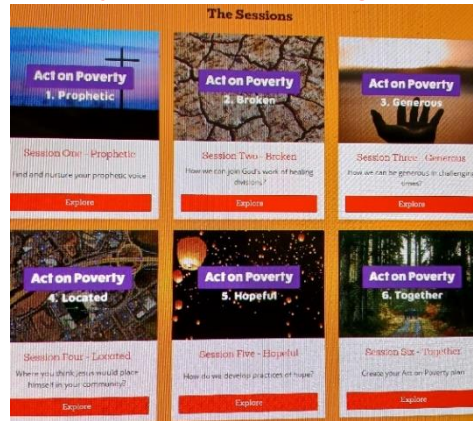 The Sessions
Act on Poverty
1. Prophetic
Session One - Prophetic
Find and nurture your prophetic voice
Explore
Act on Poverty
2. Broken
Session Two - Broken
How we can join God's work of healing
divisions?
Explore
Act on Poverty
3. Generous
Session Three - Generous
How we can be generous in challenging
times?
Explore
Act on Poverty
4. Located
Session Four - Located
Where you think Jesus would place
himself in your community?
Explore
Act on Poverty
5. Hopeful
Session Five - Hopeful
How do we develop practices of hope?
Explore
Act on Poverty
6. Together
Session Six - Together
Create your Act on Poverty plan
Explore